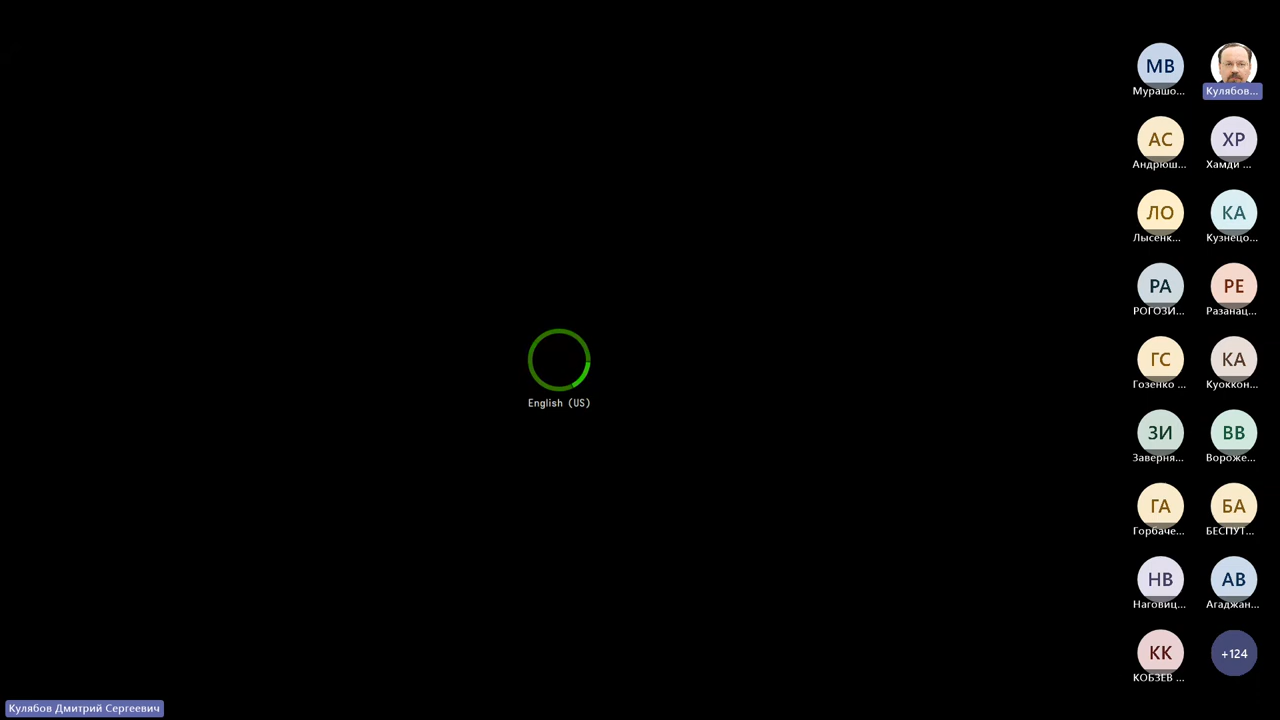 МВ
Мурашо...
Кулябов...
АС
Андрюш...
ХР
Хамди ...
ЛО
Лысенк...
КА
Кузнецо...
РА
РОГОЗИ...
РЕ
Разанац...
ГС
Гозенко ...
КА
Куоккон...
ЗИ
Заверня...
ВВ
Вороже...
ГА
Горбаче...
БА
БЕСПУТ...
НВ
Наговиц...
АВ
Агаджан...
КК
КОБЗЕВ ...
+124
English (US)
Кулябов Дмитрий Сергеевич